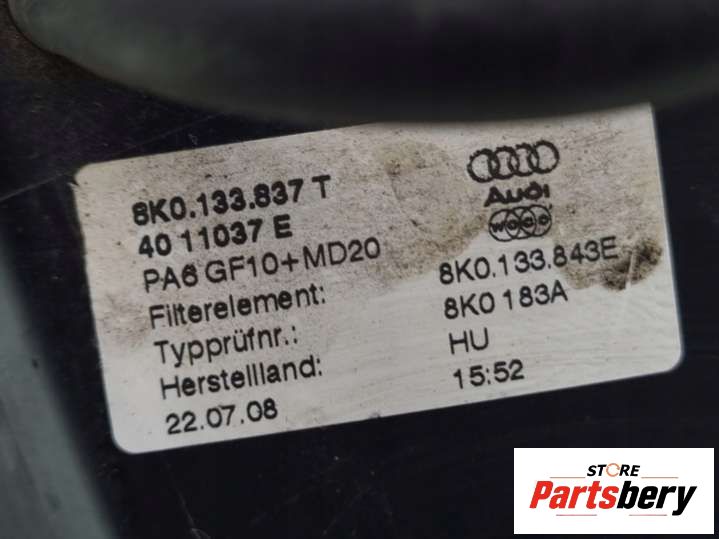 8K0.133.837 T
40 11037 E
PA6 GF10+MD20
Audi
woco
Filterelement: 8K0.133.843E
Typprüfnr.: 8K0 183A
Herstellland: HU
22.07.08 15:52
STORE
Partsbery